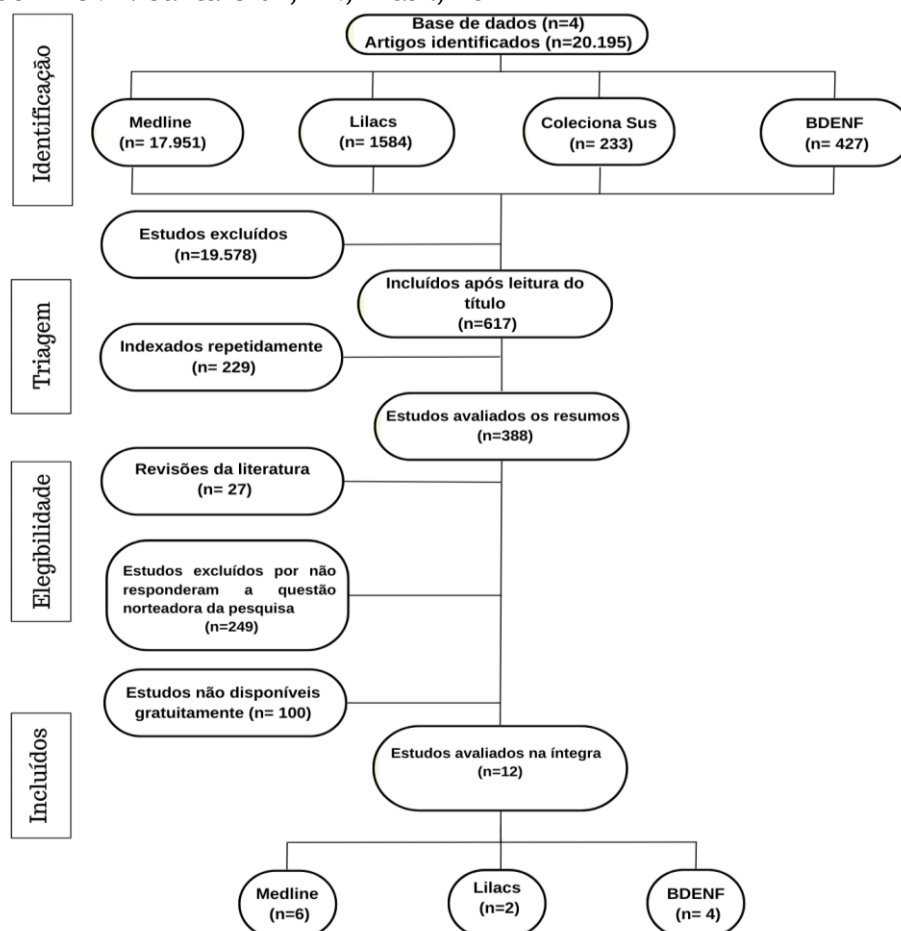 Base de dados (n=4)
Artigos identificados (n=20.195)
Identificação
Medline
(n= 17.951)
Lilacs
(n= 1584)
Coleciona Sus
(n= 233)
BDENF
(n= 427)
Estudos excluídos
(n=19.578)
Incluídos após leitura do
título
(n=617)
Triagem
Indexados repetidamente
(n= 229)
Estudos avaliados os resumos
(n=388)
Elegibilidade
Revisões da literatura
(n= 27)
Estudos excluídos por não
responderam a questão
norteadora da pesquisa
(n=249)
Estudos não disponíveis
gratuitamente (n= 100)
Incluídos
Estudos avaliados na íntegra
(n=12)
Medline
(n=6)
Lilacs
(n=2)
BDENF
(n= 4)